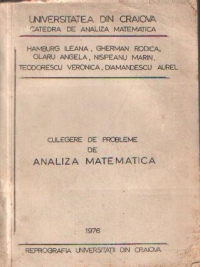 UNIVERSITATEA DIN CRAIOVA
CATEDRA DE ANALIZA MATEMATICA
HAMBURG ILEANA, GHERMAN RODICA,
OLARU ANGELA, NISIPEANU MARIN,
TEODORESCU VERONICA, DIAMANDESCU AUREL
CULEGERE DE PROBLEME
DE
ANALIZA MATEMATICA
1976
REPROGRAFIA UNIVERSITATII DIN CRAIOVA